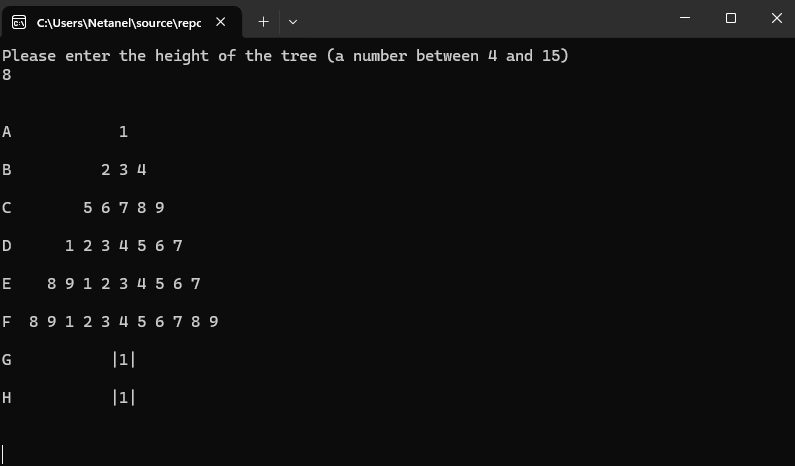 C:\Users\Netanel\source\repc
Please enter the height of the tree (a number between 4 and 15)
8
A            1
B          2 3 4
C        5 6 7 8 9
D      1 2 3 4 5 6 7
E    8 9 1 2 3 4 5 6 7
F  8 9 1 2 3 4 5 6 7 8 9
G           |1|
H           |1|